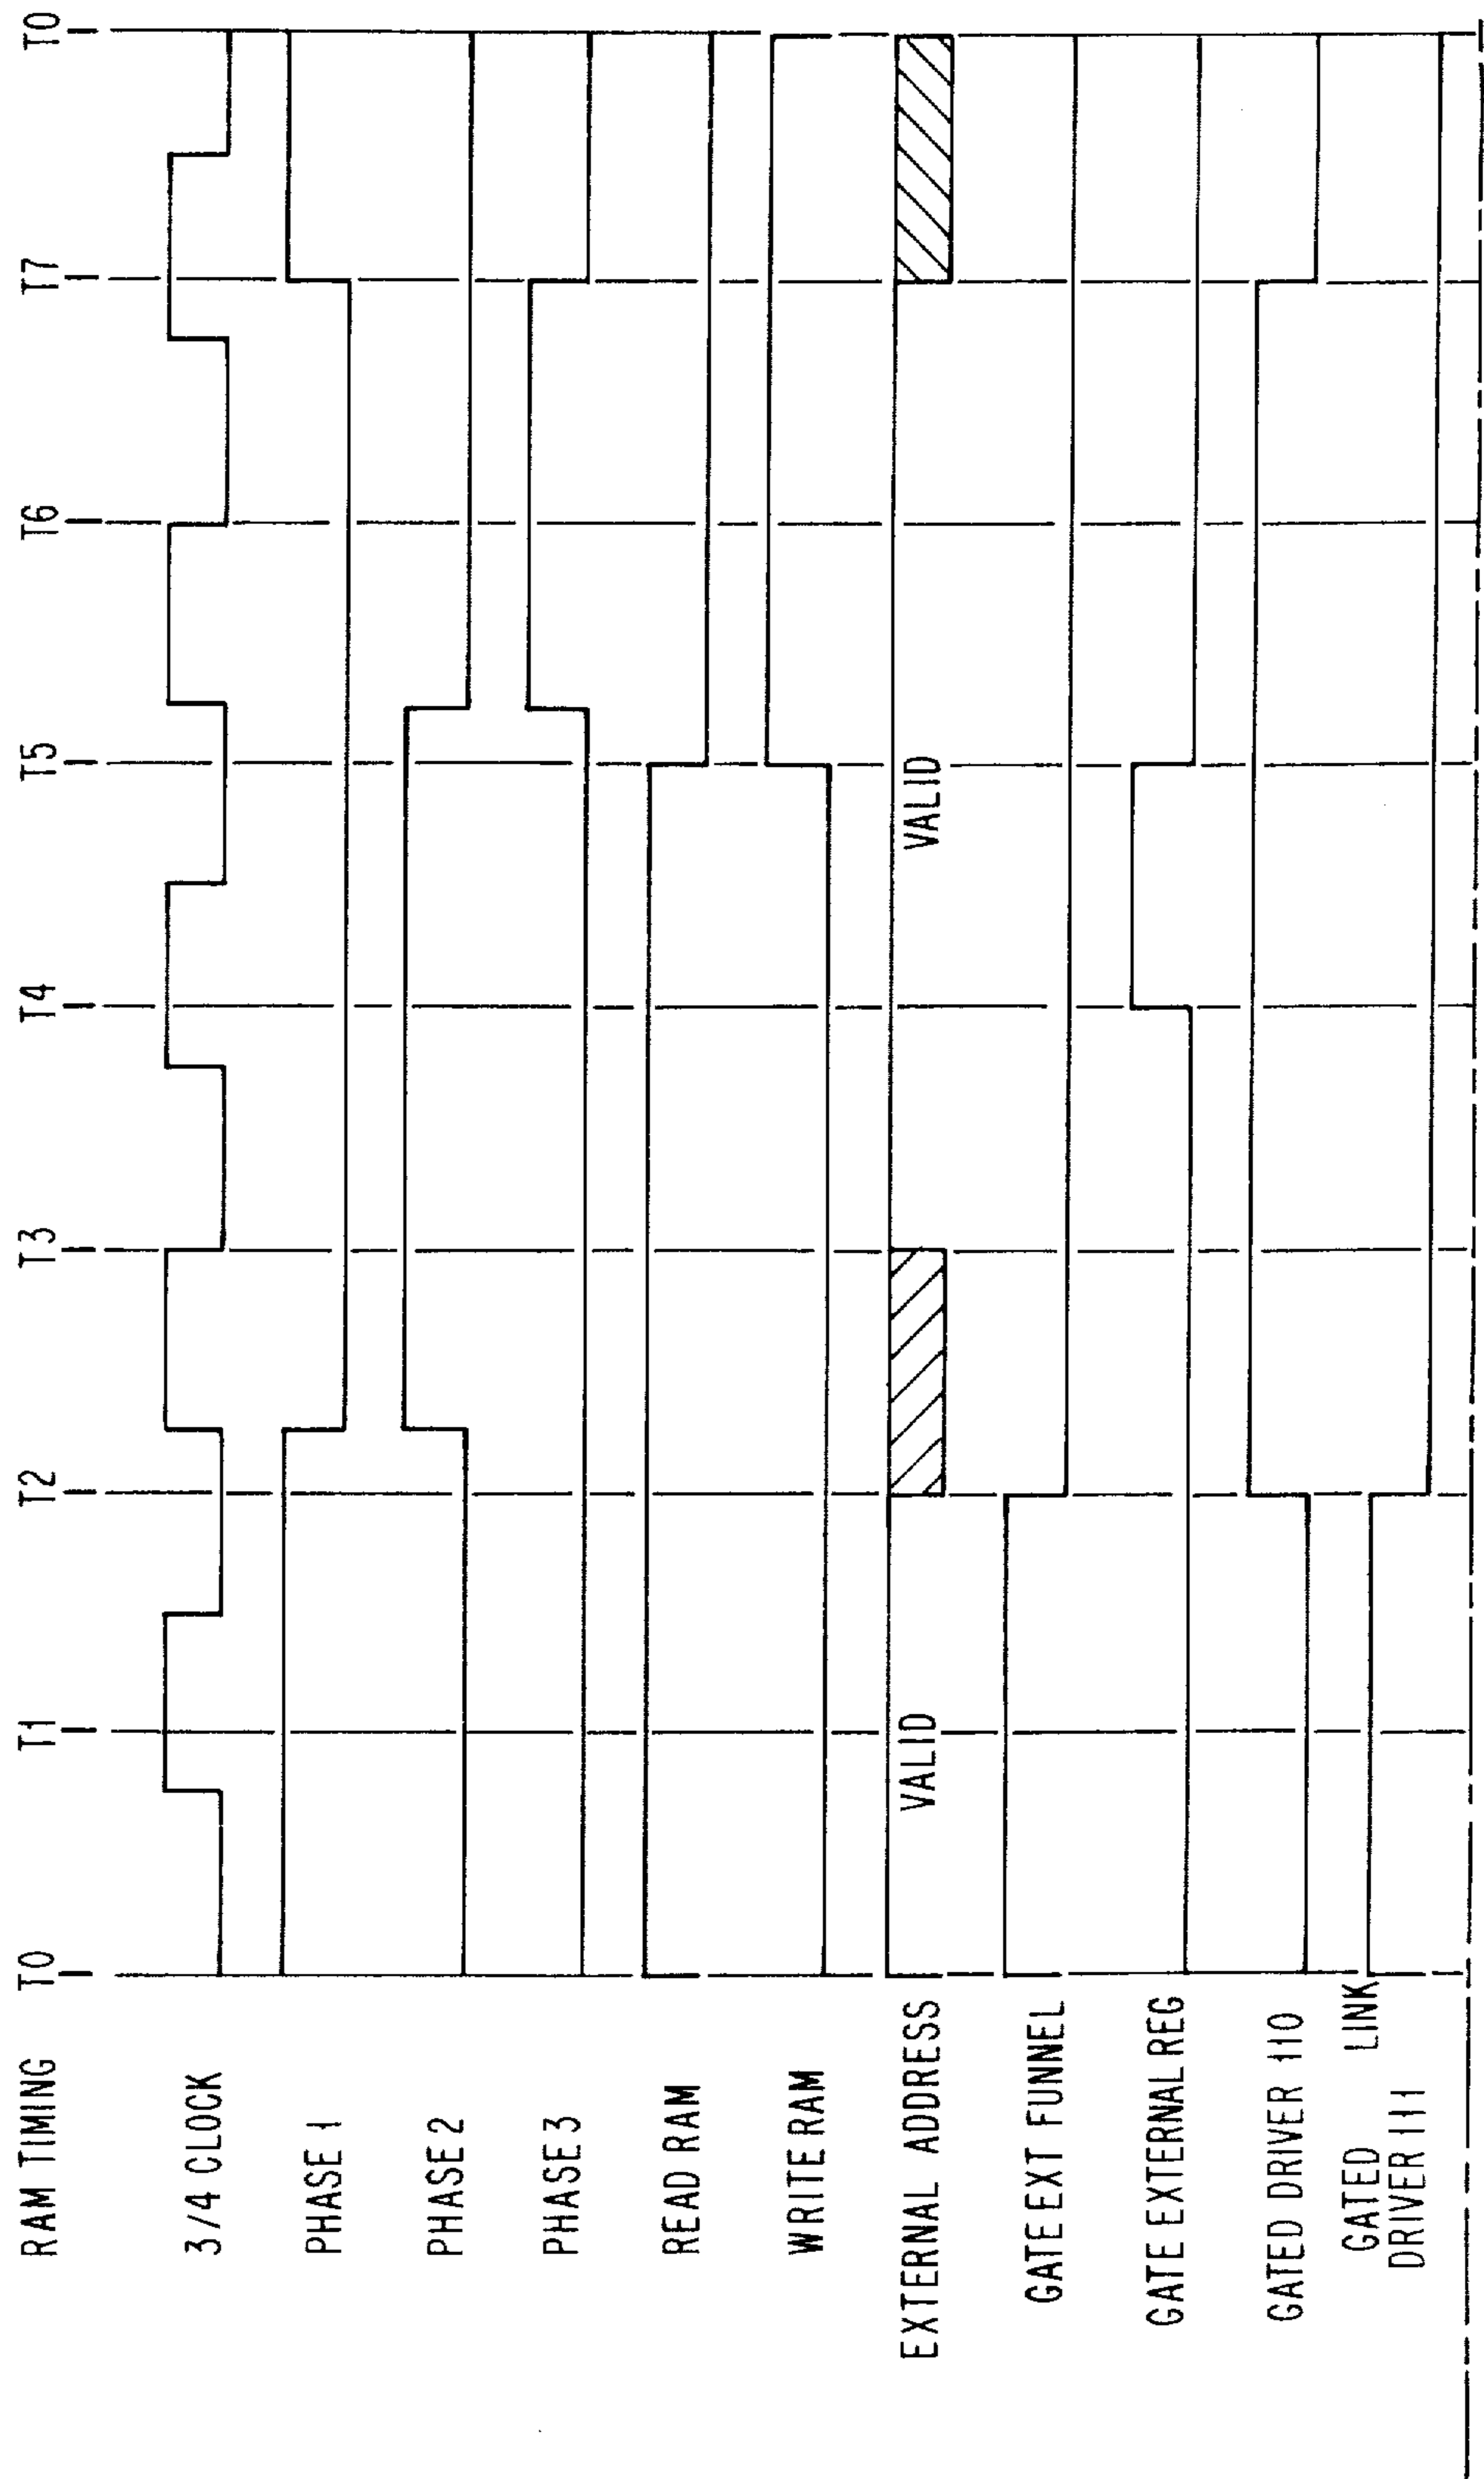 RAM TIMING T0 T1 T2 T3 T4 T5 T6 T7 T0
3/4 CLOCK
PHASE 1
PHASE 2
PHASE 3
READ RAM
WRITE RAM
EXTERNAL ADDRESS VALID VALID
GATE EXT FUNNEL
GATE EXTERNAL REG
GATED DRIVER 110
GATED LINK
DRIVER 111